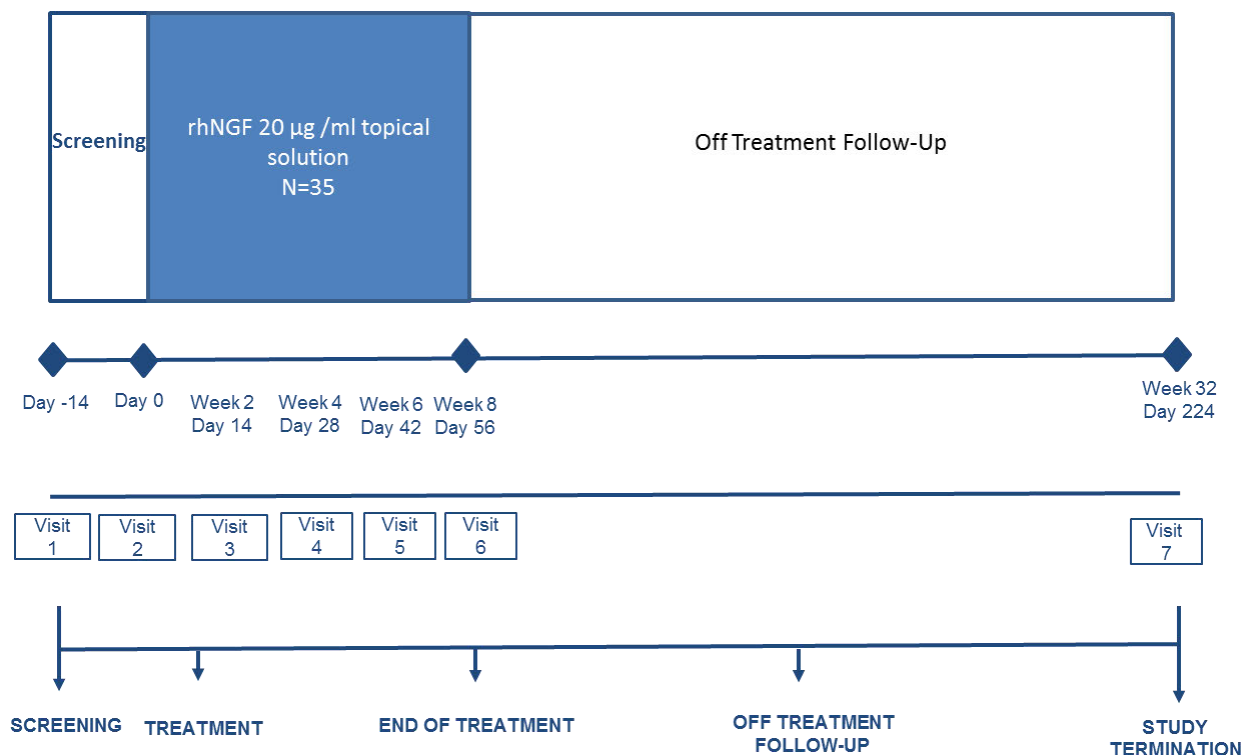 Screening
rhNGF 20 µg /ml topical
solution
N=35
Off Treatment Follow-Up
Day -14
Day 0
Week 2
Day 14
Week 4
Day 28
Week 6
Day 42
Week 8
Day 56
Week 32
Day 224
Visit
1
Visit
2
Visit
3
Visit
4
Visit
5
Visit
6
Visit
7
SCREENING
TREATMENT
END OF TREATMENT
OFF TREATMENT
FOLLOW-UP
STUDY
TERMINATION